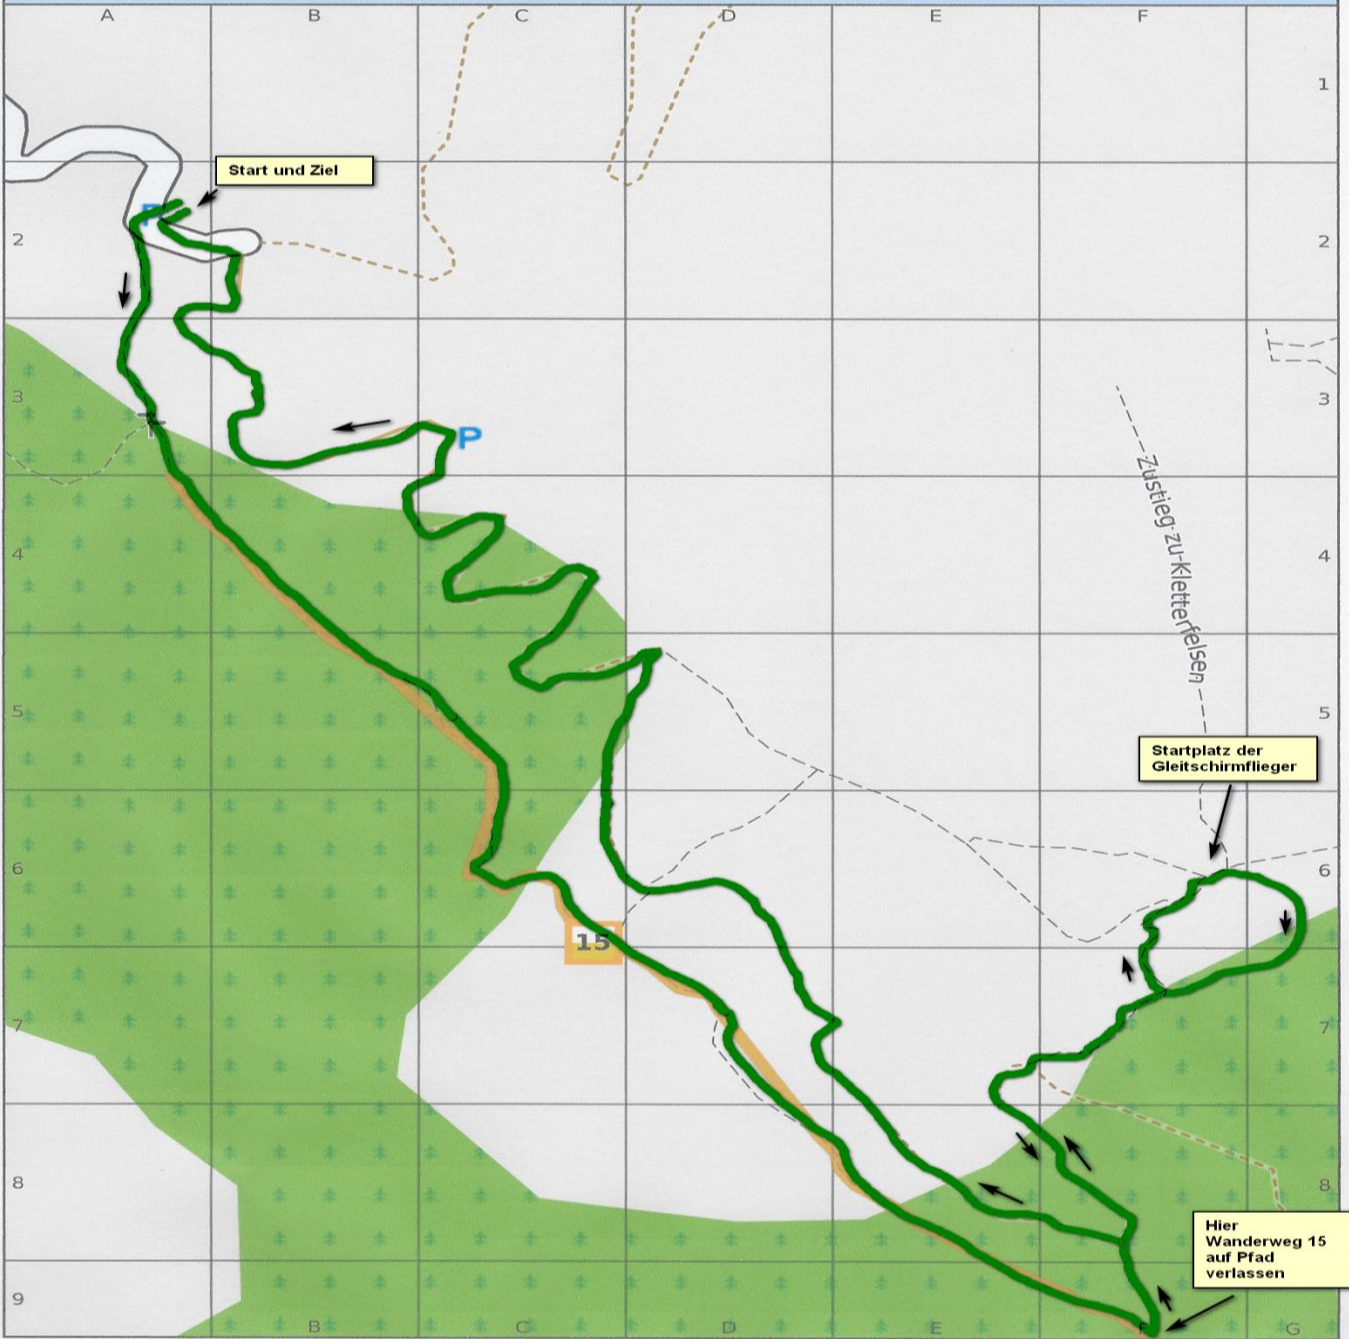 A B C D E F
1
Start und Ziel
P
2 2
3 3
P
Zustieg zu Kletterfelsen
4 4
5 5
Startplatz der
Gleitschirmflieger
6 6
15
7 7
8 8
Hier
Wanderweg 15
auf Pfad
verlassen
9
B C D E F G